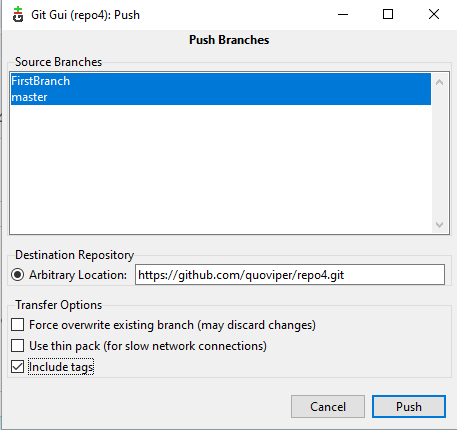 Git Gui (repo4): Push
Push Branches
Source Branches
FirstBranch
master
Destination Repository
Arbitrary Location: https://github.com/quoviper/repo4.git
Transfer Options
Force overwrite existing branch (may discard changes)
Use thin pack (for slow network connections)
Include tags
Cancel Push